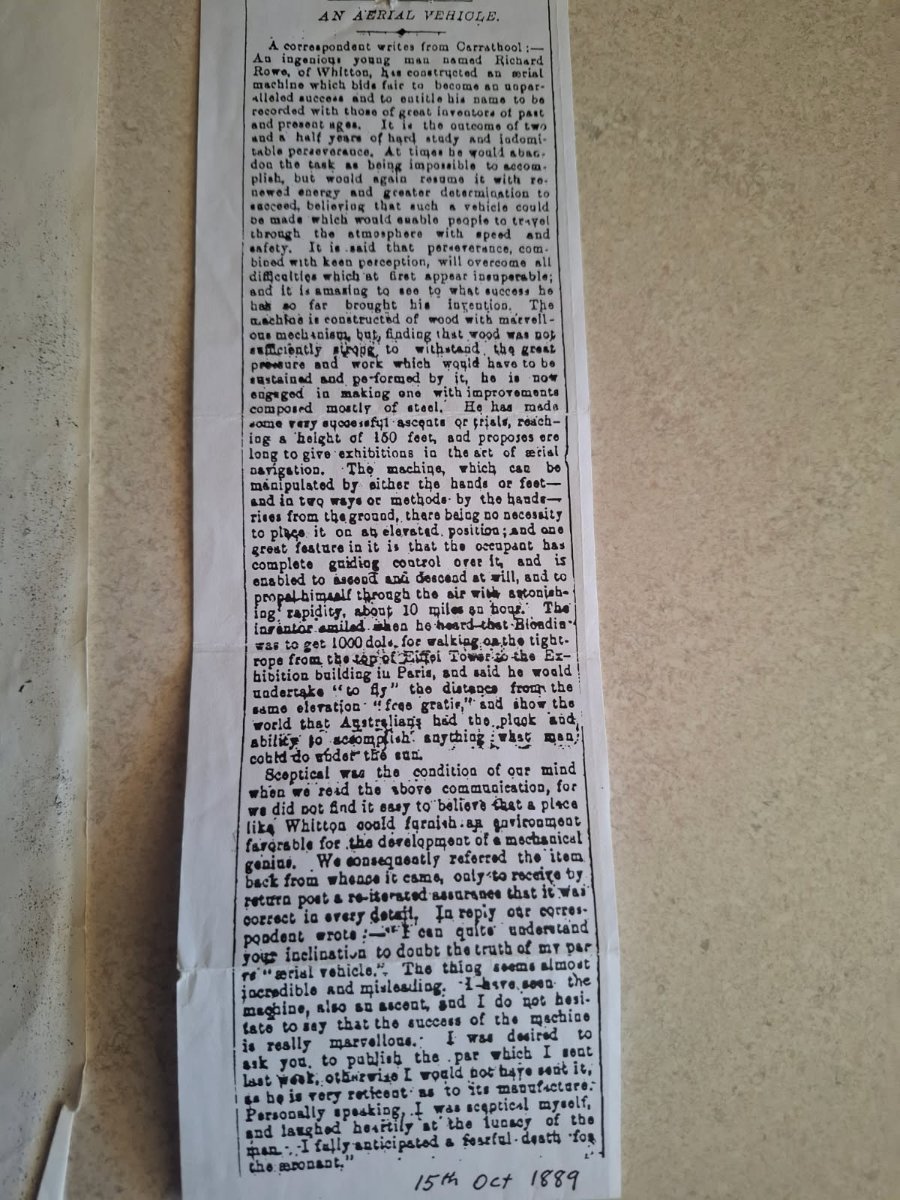 AN AERIAL VEHICLE.
A correspondent writes from Carrathool :—
An ingenious young man named Richard
Rowe, of Whitton, has constructed an ærial
machine which bids fair to become an unpar-
alleled success and to entitle his name to be
recorded with those of great inventors of past
and present ages. It is the outcome of two
and a half years of hard study and indomi-
table perseverance. At times he would aban-
don the task as being impossible to accom-
plish, but would again resume it with re-
newed energy and greater determination to
succeed, believing that such a vehicle could
be made which would enable people to travel
through the atmosphere with speed and
safety. It is said that perseverance, com-
bined with keen perception, will overcome all
difficulties which at first appear insuperable;
and it is amazing to see to what success he
has so far brought his invention. The
machine is constructed of wood with marvell-
ous mechanism, but, finding that wood was not
sufficiently strong to withstand the great
pressure and work which would have to be
sustained and performed by it, he is now
engaged in making one with improvements
composed mostly of steel. He has made
some very successful ascents or trials, reach-
ing a height of 150 feet, and proposes ere
long to give exhibitions in the art of ærial
navigation. The machine, which can be
manipulated by either the hands or feet—
and in two ways or methods by the hands—
rises from the ground, there being no necessity
to place it on an elevated position; and one
great feature in it is that the occupant has
complete guiding control over it, and is
enabled to ascend and descend at will, and to
propel himself through the air with astonish-
ing rapidity, about 10 miles an hour. The
inventor smiled when he heard that Blondin
was to get 1000 dols. for walking on the tight-
rope from the top of Eiffel Tower to the Ex-
hibition building in Paris, and said he would
undertake "to fly" the distance from the
same elevation "free gratis," and show the
world that Australians had the pluck and
ability to accomplish anything what man
could do under the sun.
Sceptical was the condition of our mind
when we read the above communication, for
we did not find it easy to believe that a place
like Whitton could furnish an environment
favorable for the development of a mechanical
genius. We consequently referred the item
back from whence it came, only to receive by
return post a re-iterated assurance that it was
correct in every detail. In reply our corres-
pondent wrote :—"I can quite understand
your inclination to doubt the truth of my par
re "ærial vehicle." The thing seems almost
incredible and misleading. I have seen the
machine, also an ascent, and I do not hesi-
tate to say that the success of the machine
is really marvellous. I was desired to
ask you to publish the par which I sent
last week, otherwise I would not have sent it,
as he is very reticent as to its manufacture.
Personally speaking, I was sceptical myself,
and laughed heartily at the lunacy of the
man. I fully anticipated a fearful death for
the æronant."
15th Oct 1889